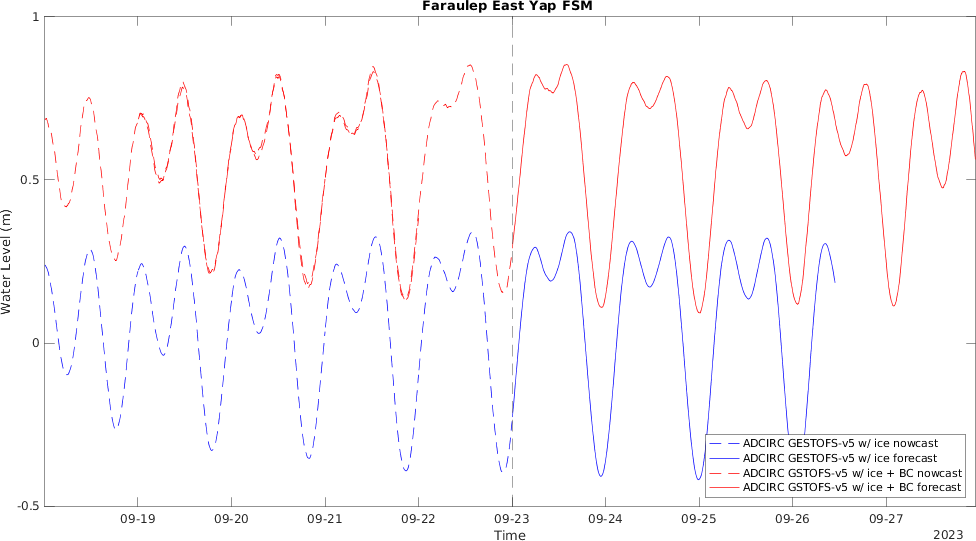 Faraulep East Yap FSM
1
0.5
0
-0.5
Water Level (m)
09-19
09-20
09-21
09-22
09-23
09-24
09-25
09-26
09-27
Time
2023
ADCIRC GESTOFS-v5 w/ ice nowcast
ADCIRC GESTOFS-v5 w/ ice forecast
ADCIRC GSTOFS-v5 w/ ice + BC nowcast
ADCIRC GSTOFS-v5 w/ ice + BC forecast